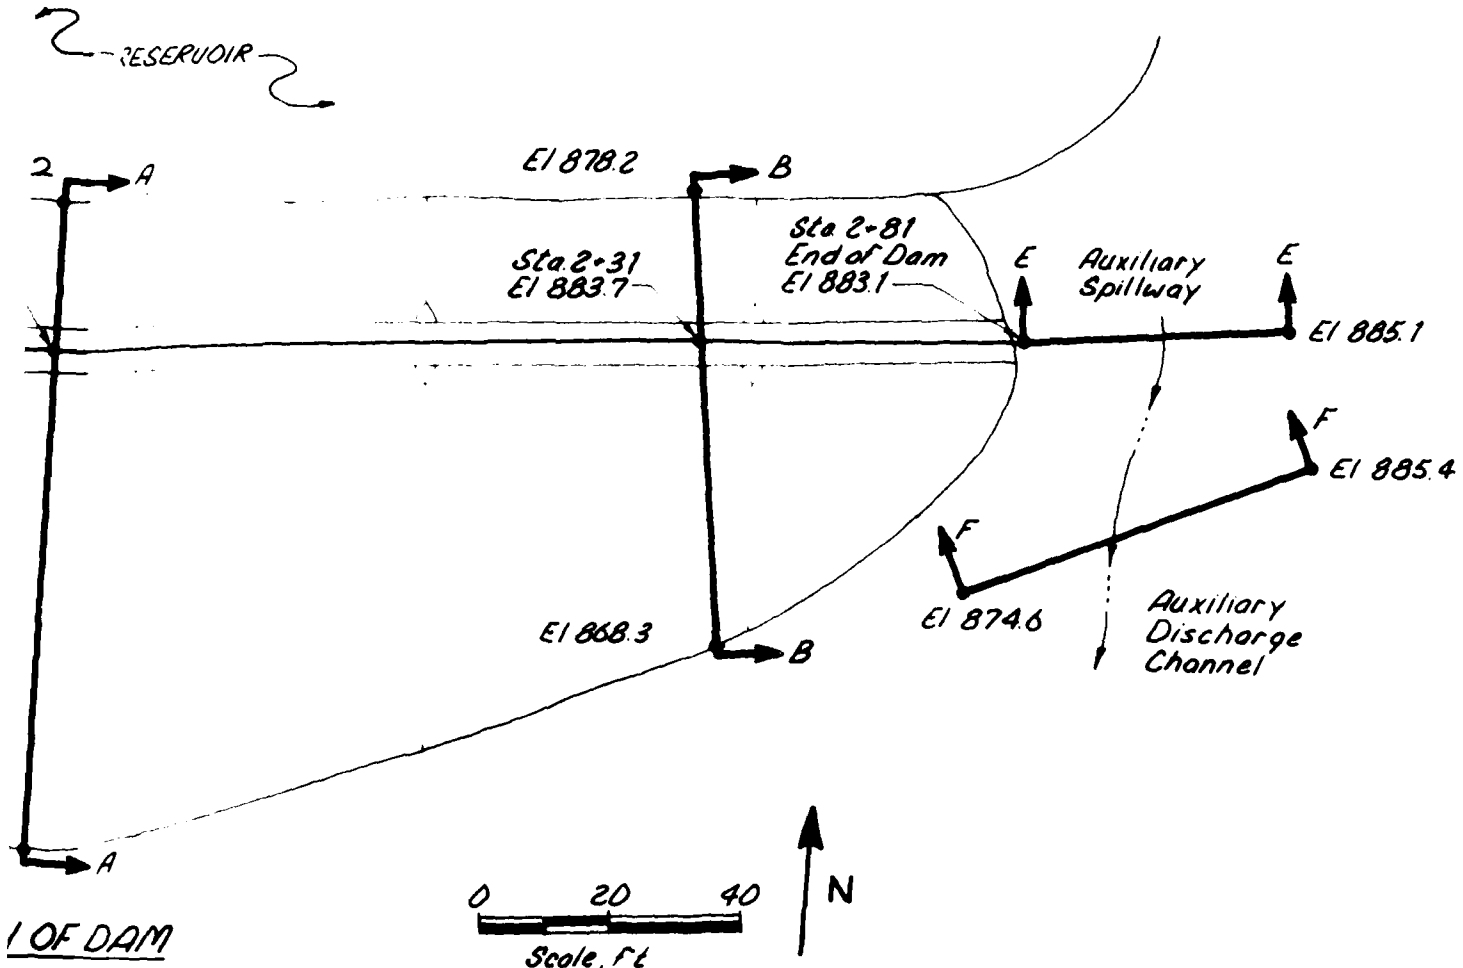 RESERVOIR
2
A
El 878.2
B
Sta. 2+31
El 883.7
Sta. 2+81
End of Dam
El 883.1
E
Auxiliary
Spillway
E
El 885.1
F
El 885.4
F
El 874.6
El 868.3
B
Auxiliary
Discharge
Channel
A
0 20 40
Scale, ft
N
OF DAM